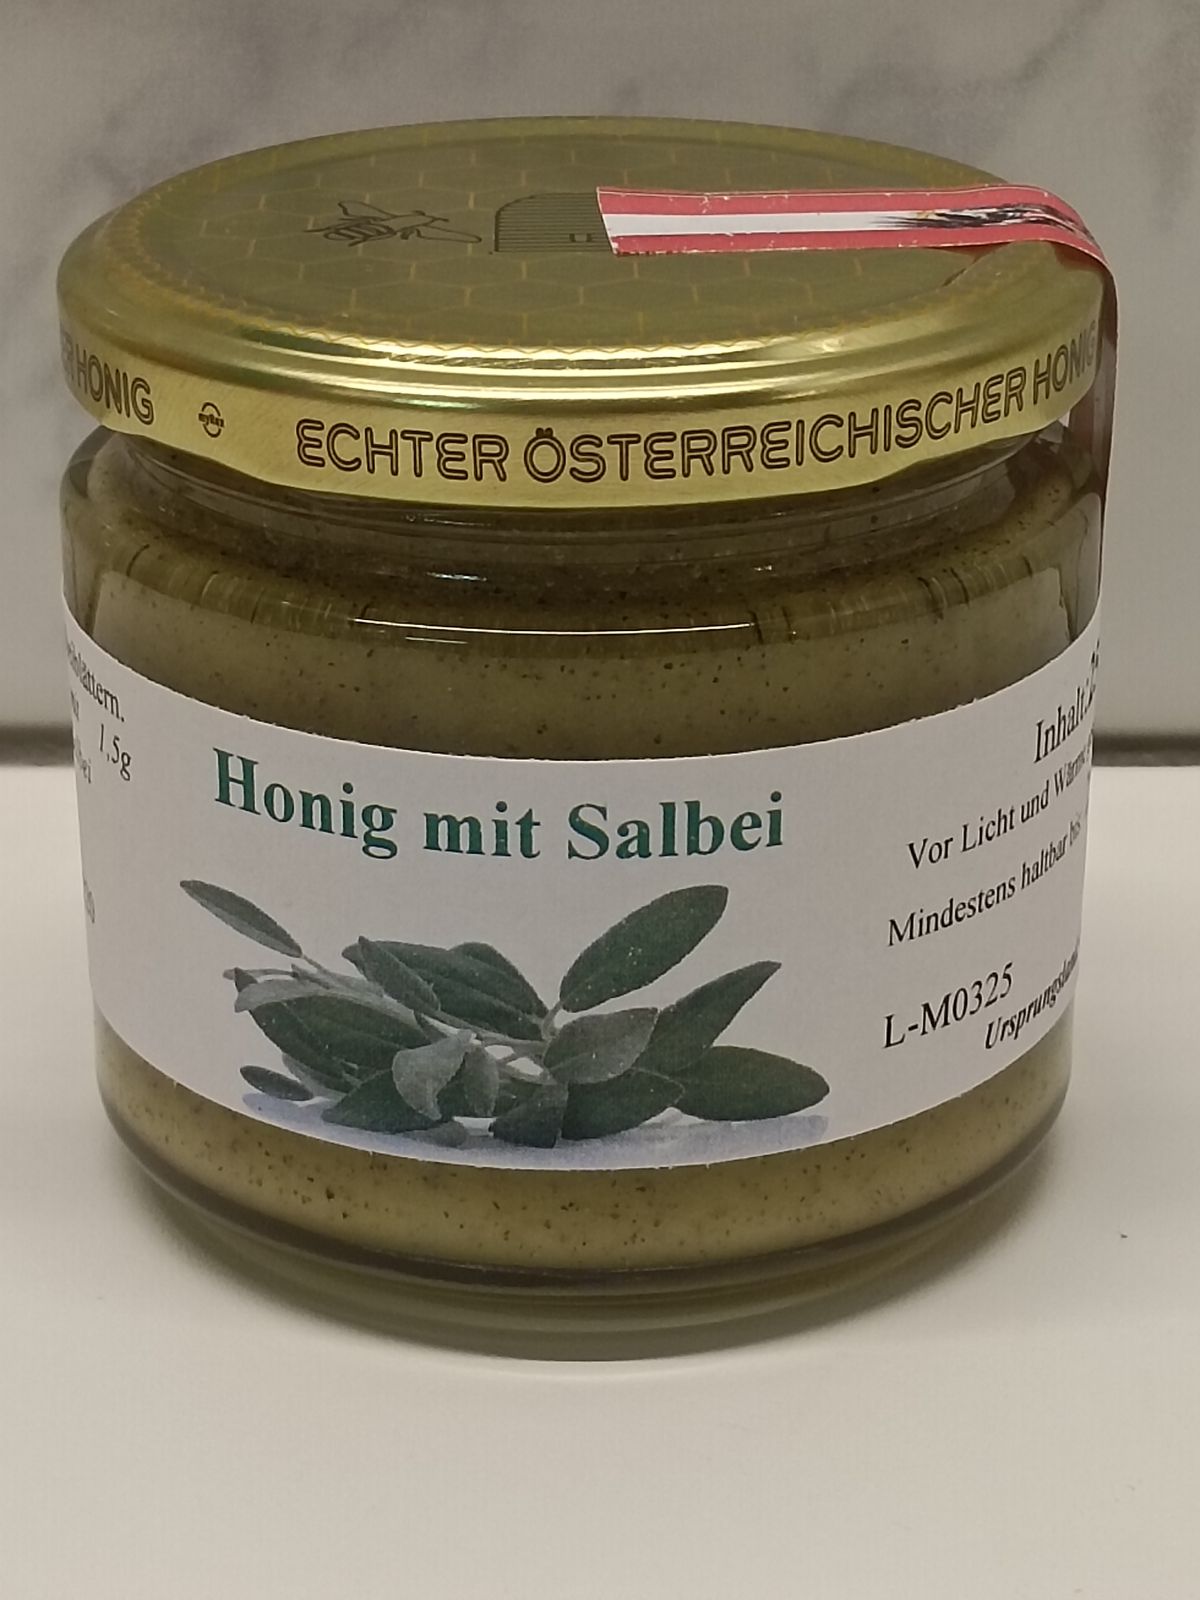 HONIG
ECHTER ÖSTERREICHISCHER HONIG
1,5g
Honig mit Salbei
Inhalt:
Vor Licht und Wärme
Mindestens haltbar bis
L-M0325